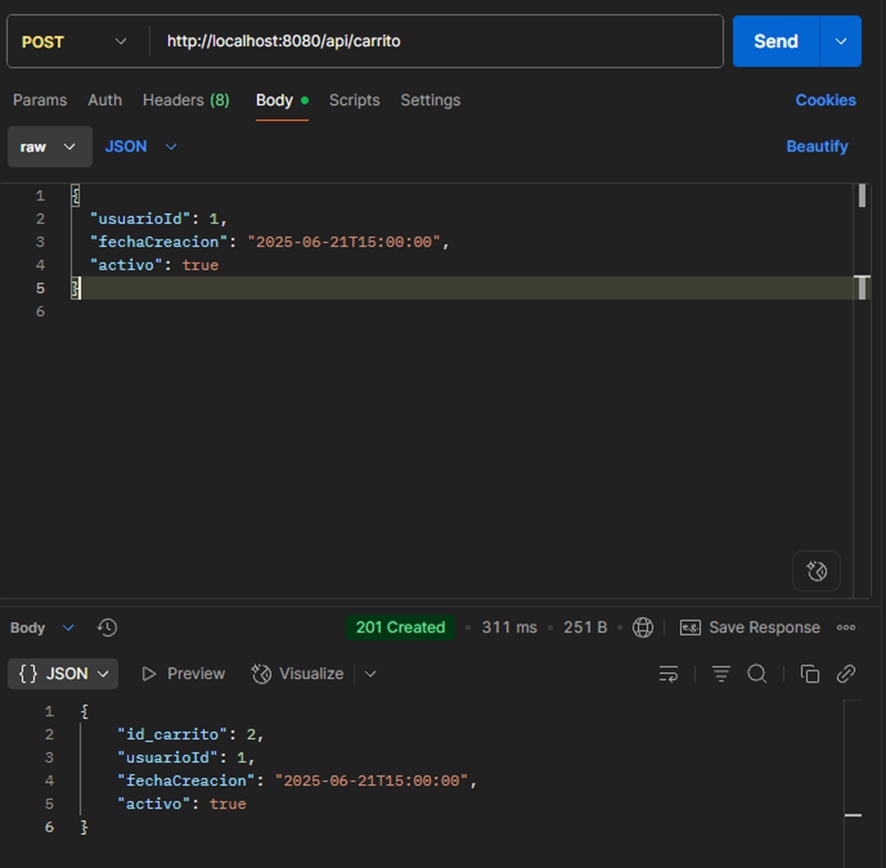 POST http://localhost:8080/api/carrito Send
Params Auth Headers (8) Body Scripts Settings Cookies
raw JSON Beautify
1 {
2 "usuarioId": 1,
3 "fechaCreacion": "2025-06-21T15:00:00",
4 "activo": true
5 }
6
Body 201 Created • 311 ms • 251 B • e.g. Save Response
{} JSON Preview Visualize
1 {
2 "id_carrito": 2,
3 "usuarioId": 1,
4 "fechaCreacion": "2025-06-21T15:00:00",
5 "activo": true
6 }